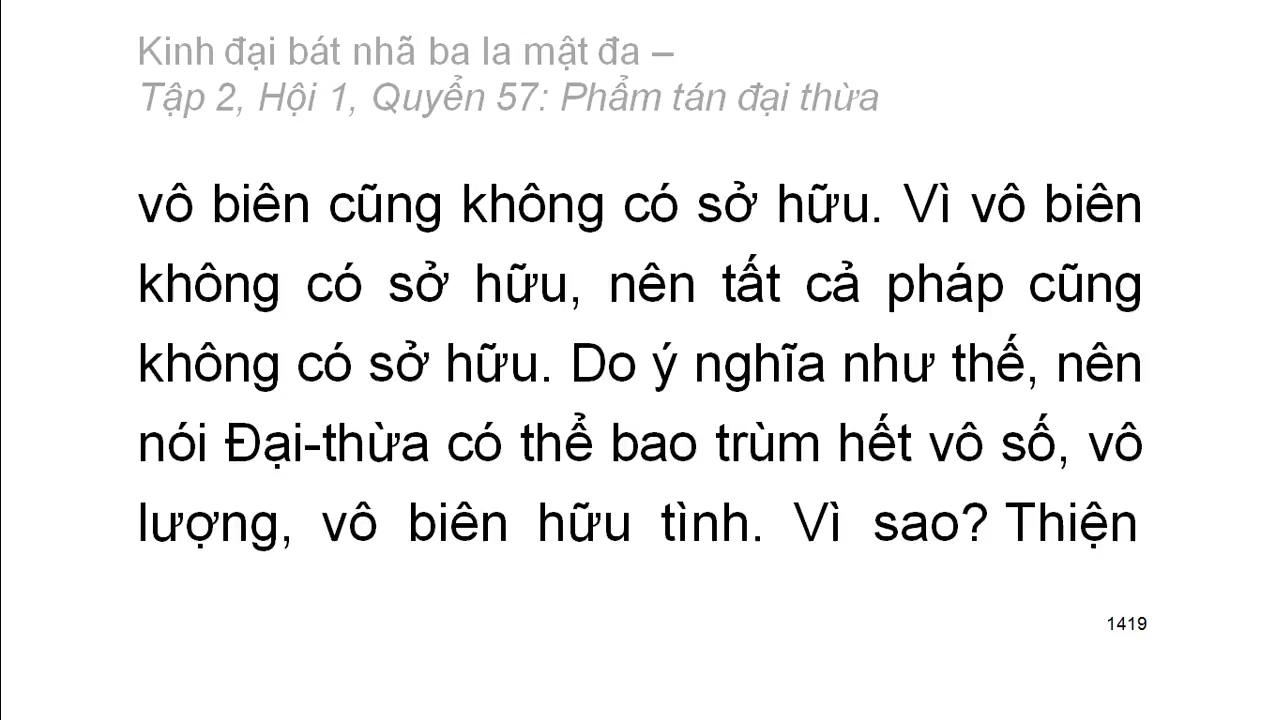 Kinh đại bát nhã ba la mật đa –
Tập 2, Hội 1, Quyển 57: Phẩm tán đại thừa
vô biên cũng không có sở hữu. Vì vô biên
không có sở hữu, nên tất cả pháp cũng
không có sở hữu. Do ý nghĩa như thế, nên
nói Đại-thừa có thể bao trùm hết vô số, vô
lượng, vô biên hữu tình. Vì sao? Thiện
1419